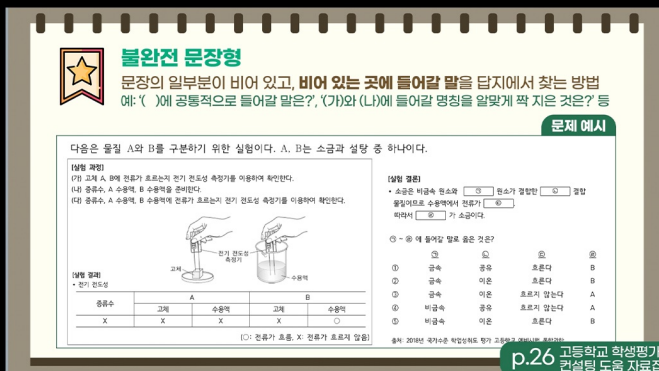 불완전 문장형
문장의 일부분이 비어 있고, 비어 있는 곳에 들어갈 말을 답지에서 찾는 방법
예: '( )에 공통적으로 들어갈 말은?', '(가)와 (나)에 들어갈 명칭을 알맞게 짝 지은 것은?' 등
문제 예시
다음은 물질 A와 B를 구분하기 위한 실험이다. A, B는 소금과 설탕 중 하나이다.
[실험 과정]
(가) 고체 A, B에 전류가 흐르는지 전기 전도성 측정기를 이용하여 확인한다.
(나) 증류수, A 수용액, B 수용액을 준비한다.
(다) 증류수, A 수용액, B 수용액에 전류가 흐르는지 전기 전도성 측정기를 이용하여 확인한다.
전기 전도성
측정기
고체
수용액
[실험 결과]
• 전기 전도성
증류수 A B
고체 수용액 고체 수용액
X X X X ○
(○: 전류가 흐름, X: 전류가 흐르지 않음)
[실험 결론]
• 소금은 비금속 원소와 ㉠ 원소가 결합한 ㉡ 결합
물질이므로 수용액에서 전류가 ㉢.
따라서 ㉣ 가 소금이다.
㉠ ~ ㉣ 에 들어갈 말로 옳은 것은?
㉠ ㉡ ㉢ ㉣
① 금속 공유 흐른다 B
② 금속 이온 흐른다 B
③ 금속 이온 흐르지 않는다 A
④ 비금속 공유 흐르지 않는다 A
⑤ 비금속 이온 흐른다 B
출처: 2018년 국가수준 학업성취도 평가
p.26 고등학교 학생평가
컨설팅 도움 자료집